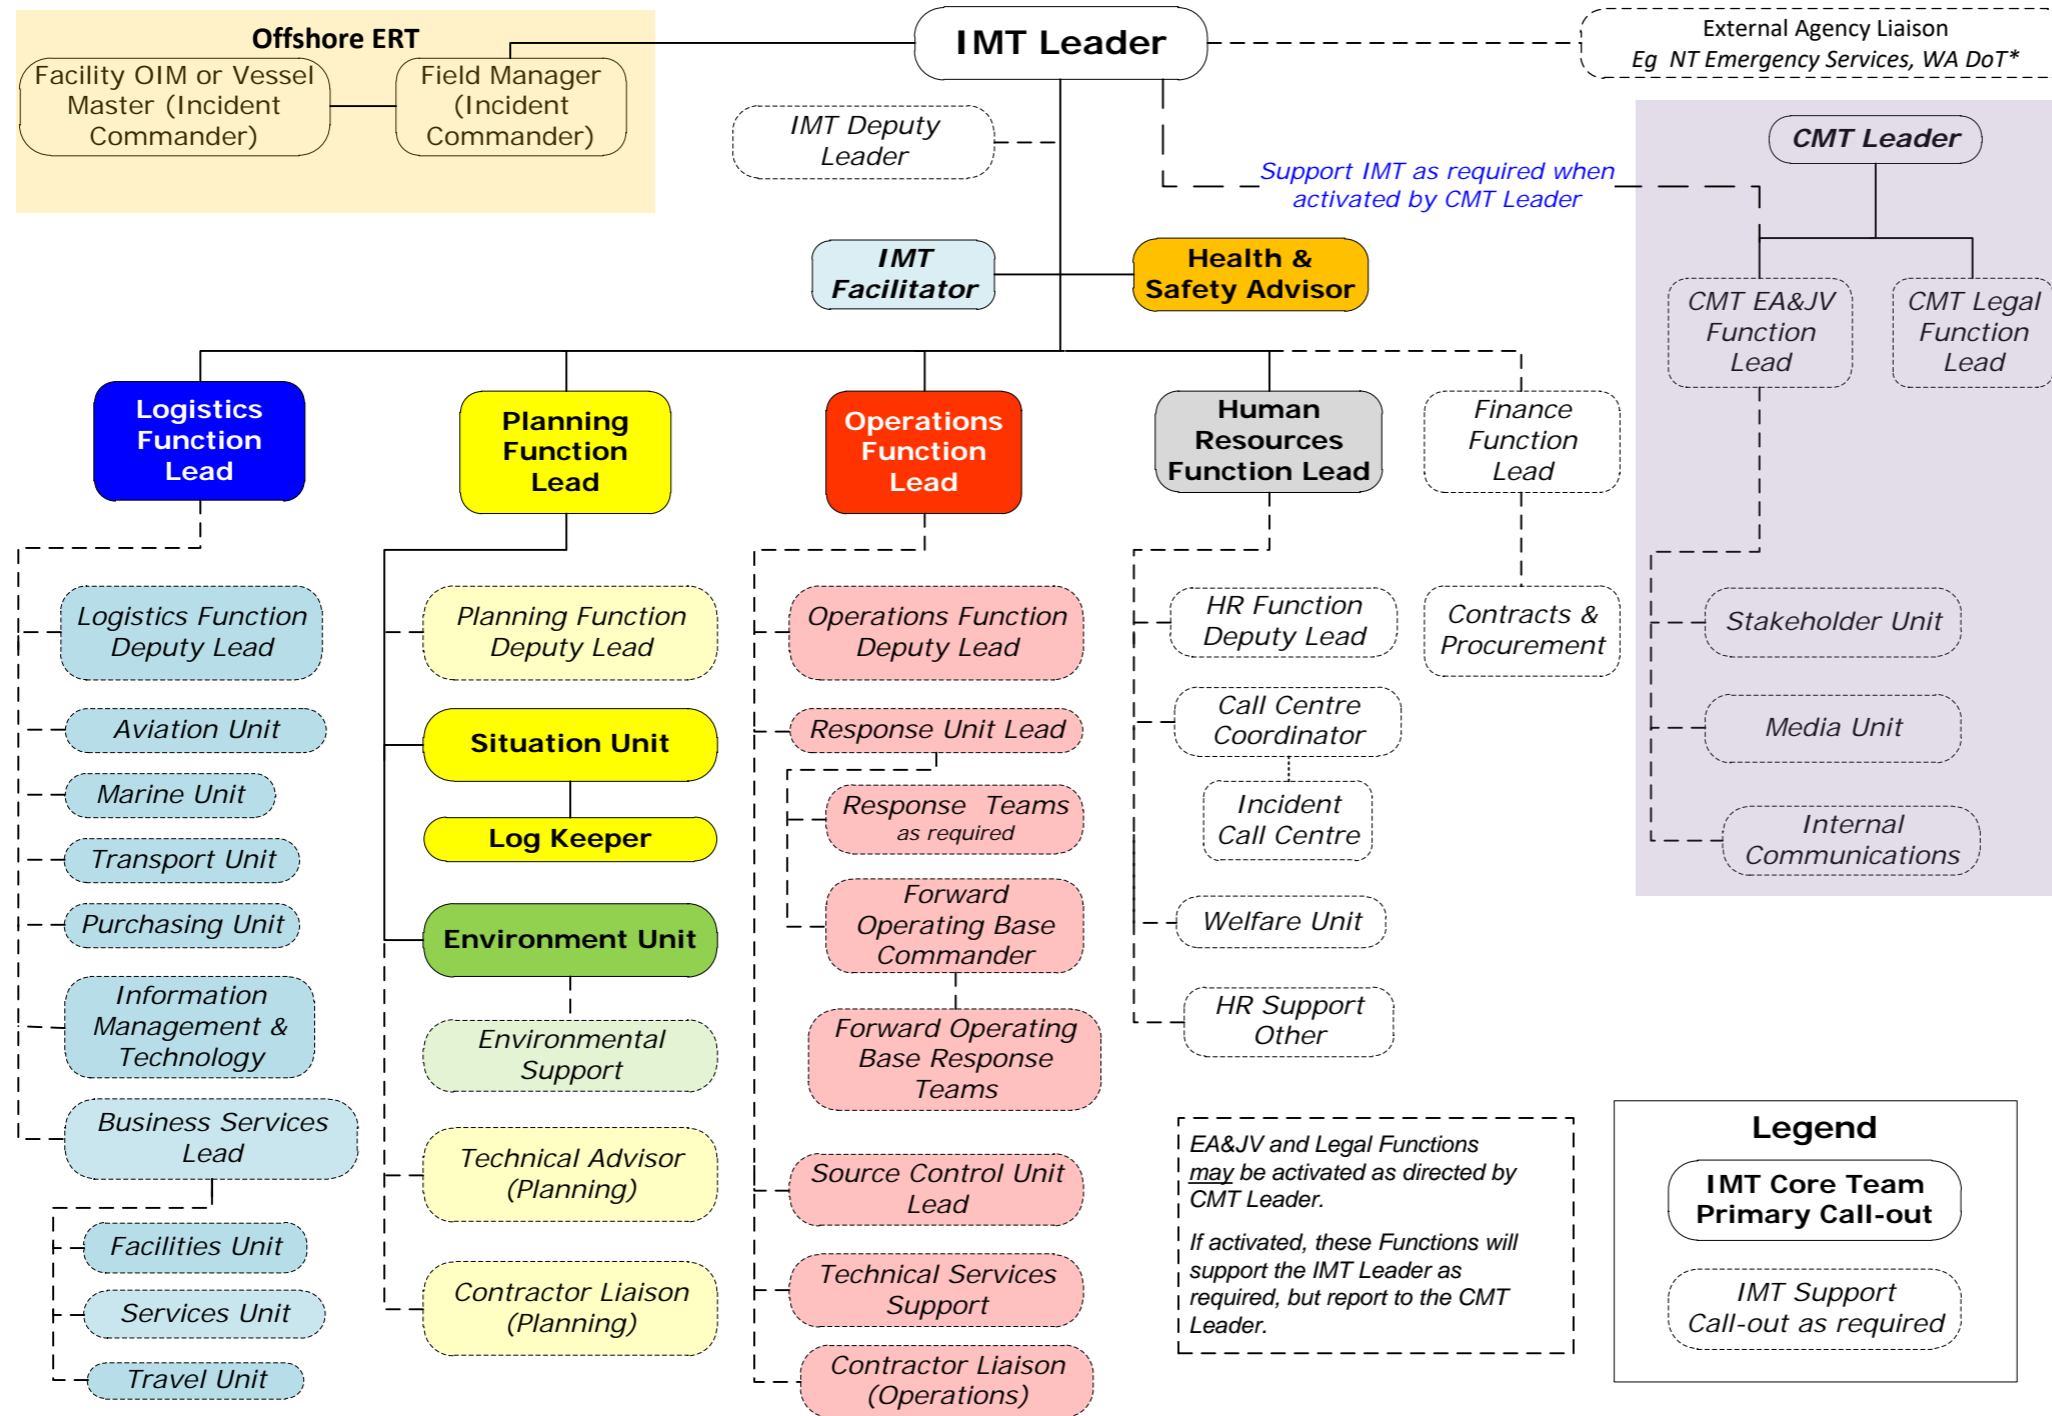 Offshore ERT
Facility OIM or Vessel
Master (Incident
Commander)
Field Manager
(Incident
Commander)
IMT Leader
External Agency Liaison
Eg NT Emergency Services, WA DoT*
IMT Deputy
Leader
Support IMT as required when
activated by CMT Leader
CMT Leader
IMT
Facilitator
Health &
Safety Advisor
CMT EA&JV
Function
Lead
CMT Legal
Function
Lead
Logistics
Function
Lead
Planning
Function
Lead
Operations
Function
Lead
Human
Resources
Function Lead
Finance
Function
Lead
Logistics Function
Deputy Lead
Aviation Unit
Marine Unit
Transport Unit
Purchasing Unit
Information
Management &
Technology
Business Services
Lead
Facilities Unit
Services Unit
Travel Unit
Planning Function
Deputy Lead
Situation Unit
Log Keeper
Environment Unit
Environmental
Support
Technical Advisor
(Planning)
Contractor Liaison
(Planning)
Operations Function
Deputy Lead
Response Unit Lead
Response Teams
as required
Forward
Operating Base
Commander
Forward Operating
Base Response
Teams
Source Control Unit
Lead
Technical Services
Support
Contractor Liaison
(Operations)
HR Function
Deputy Lead
Call Centre
Coordinator
Incident
Call Centre
Welfare Unit
HR Support
Other
Contracts &
Procurement
Stakeholder Unit
Media Unit
Internal
Communications
EA&JV and Legal Functions
may be activated as directed by
CMT Leader.
If activated, these Functions will
support the IMT Leader as
required, but report to the CMT
Leader.
Legend
IMT Core Team
Primary Call-out
IMT Support
Call-out as required